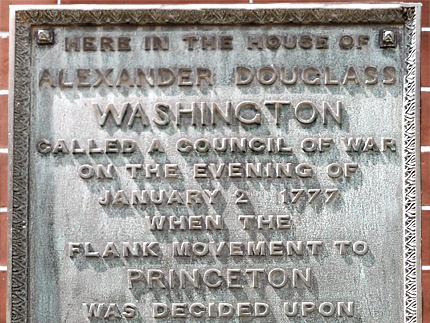 HERE IN THE HOUSE OF
ALEXANDER DOUGLASS
WASHINGTON
CALLED A COUNCIL OF WAR
ON THE EVENING OF
JANUARY 2 1777
WHEN THE
FLANK MOVEMENT TO
PRINCETON
WAS DECIDED UPON